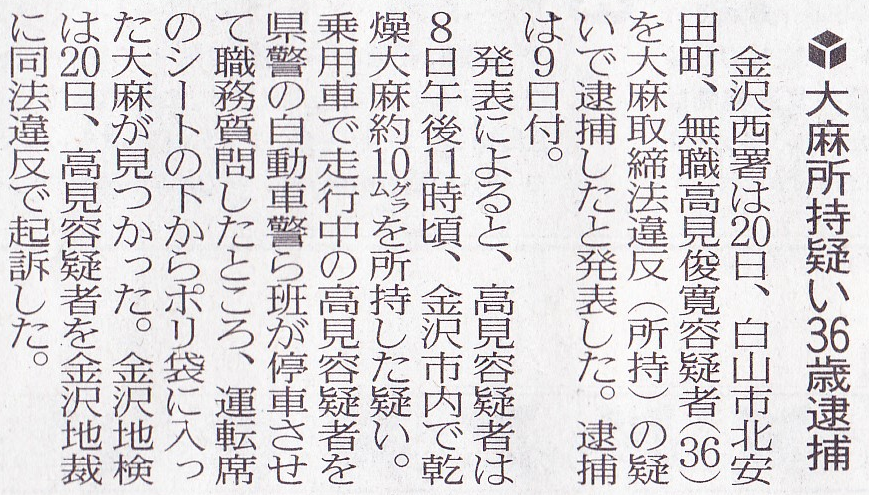 大麻所持疑い36歳逮捕
金沢西署は20日、白山市北安
田町、無職高見俊寛容疑者(36)
を大麻取締法違反(所持)の疑
いで逮捕したと発表した。逮捕
は9日付。
発表によると、高見容疑者は
8日午後11時頃、金沢市内で乾
燥大麻約10グラムを所持した疑い。
乗用車で走行中の高見容疑者を
県警の自動車警ら班が停車させ
て職務質問したところ、運転席
のシートの下からポリ袋に入っ
た大麻が見つかった。金沢地検
は20日、高見容疑者を金沢地裁
に同法違反で起訴した。